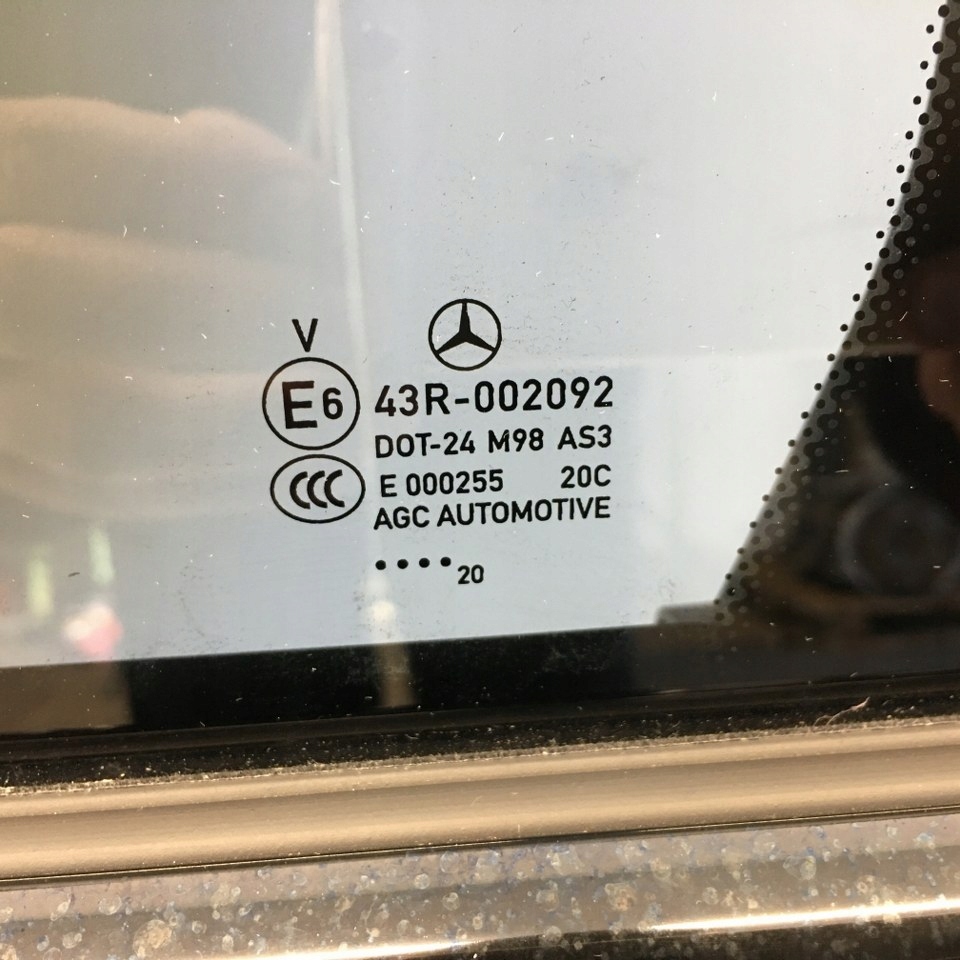 V
E6 43R-002092
DOT-24 M98 AS3
CCC E 000255 20C
AGC AUTOMOTIVE
....20